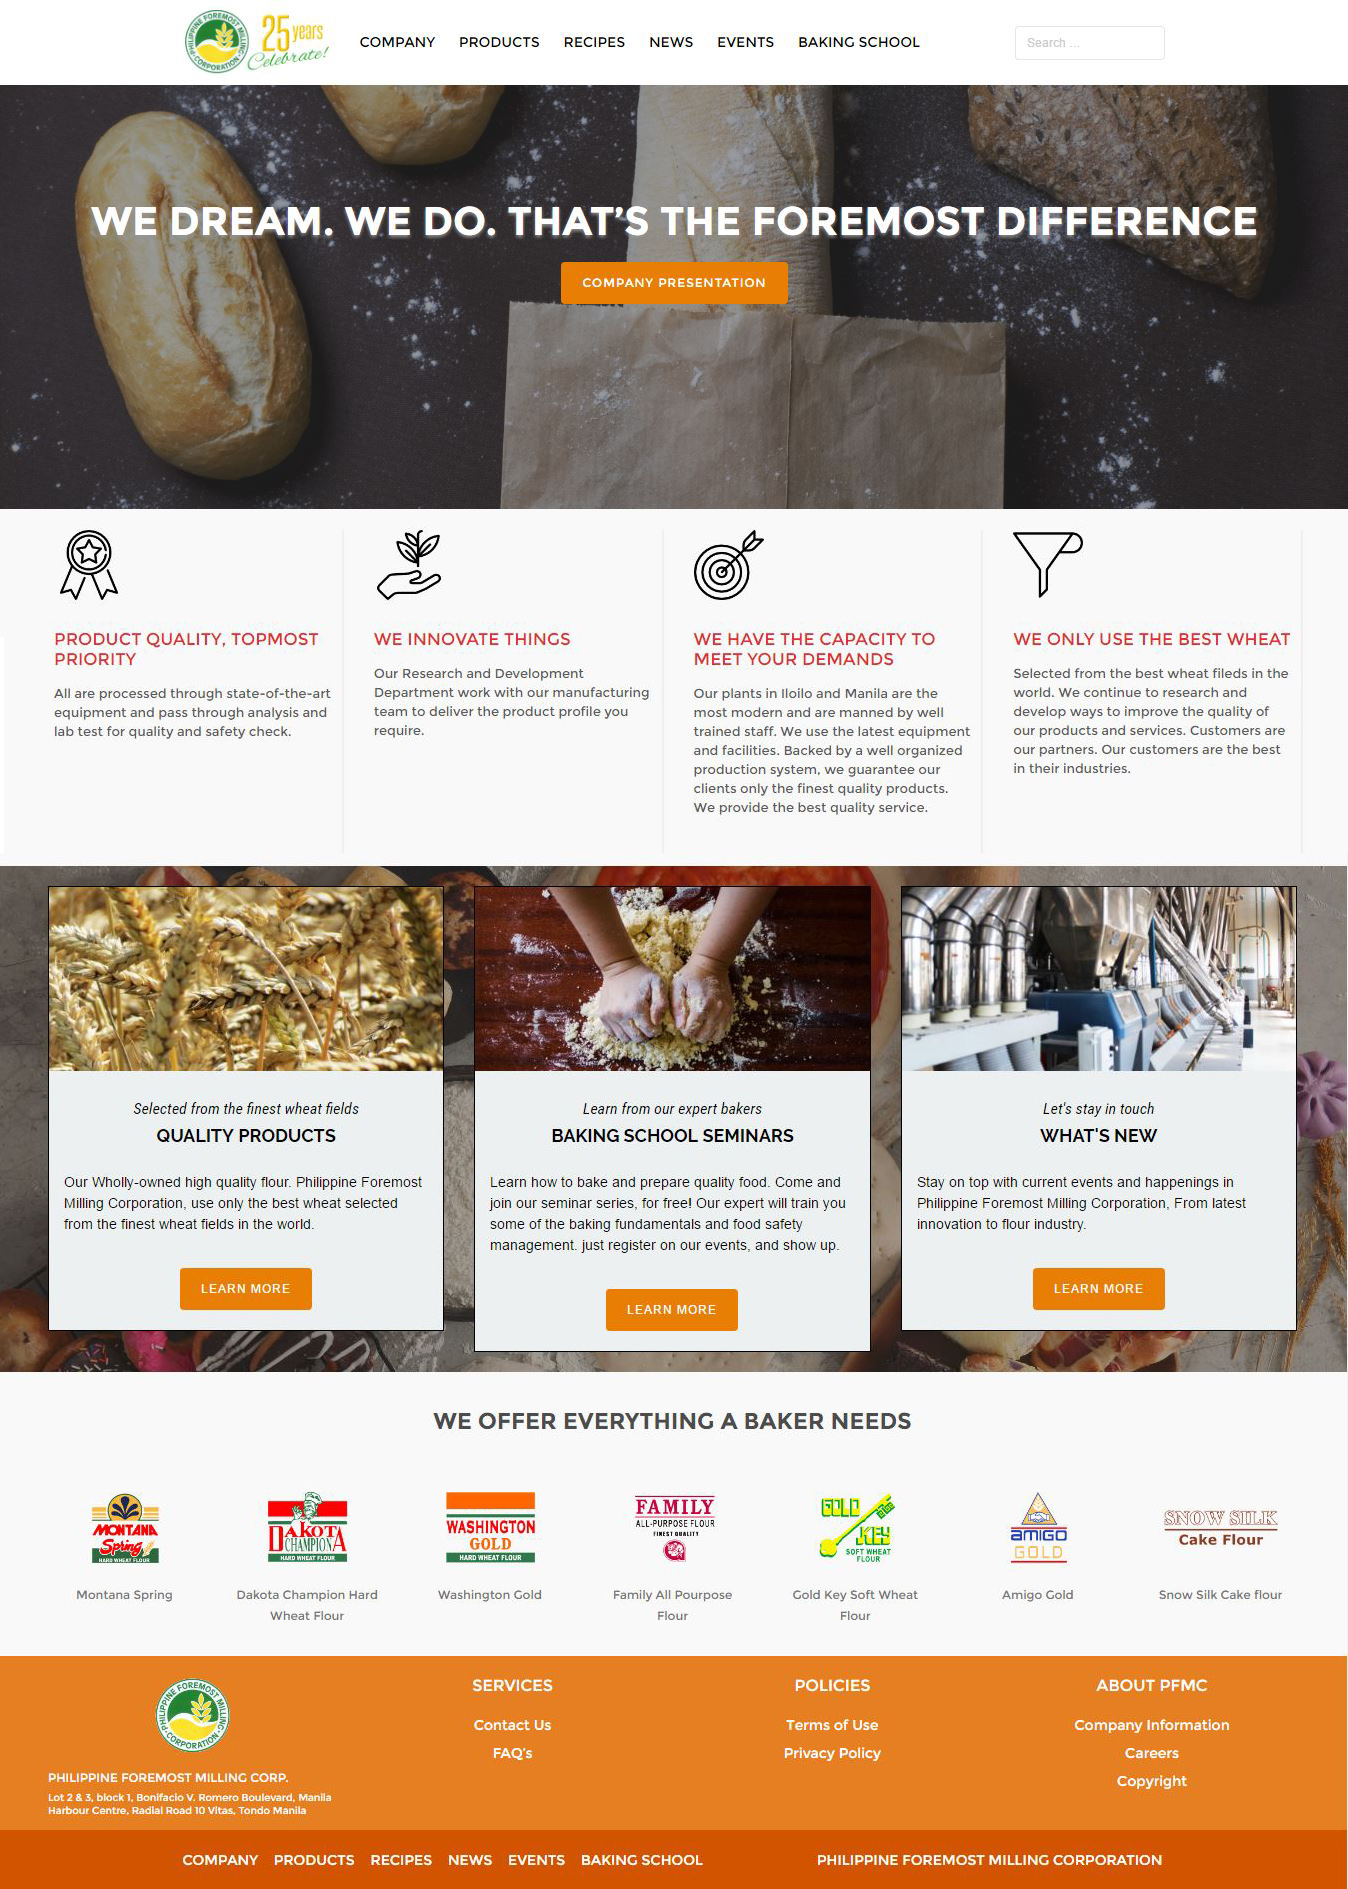 PHILIPPINE FOREMOST MILLING CORPORATION
25 years
Celebrate!
COMPANY PRODUCTS RECIPES NEWS EVENTS BAKING SCHOOL
Search ...
WE DREAM. WE DO. THAT’S THE FOREMOST DIFFERENCE
COMPANY PRESENTATION
PRODUCT QUALITY, TOPMOST
PRIORITY
All are processed through state-of-the-art
equipment and pass through analysis and
lab test for quality and safety check.
WE INNOVATE THINGS
Our Research and Development
Department work with our manufacturing
team to deliver the product profile you
require.
WE HAVE THE CAPACITY TO
MEET YOUR DEMANDS
Our plants in Iloilo and Manila are the
most modern and are manned by well
trained staff. We use the latest equipment
and facilities. Backed by a well organized
production system, we guarantee our
clients only the finest quality products.
We provide the best quality service.
WE ONLY USE THE BEST WHEAT
Selected from the best wheat fileds in the
world. We continue to research and
develop ways to improve the quality of
our products and services. Customers are
our partners. Our customers are the best
in their industries.
Selected from the finest wheat fields
QUALITY PRODUCTS
Our Wholly-owned high quality flour. Philippine Foremost
Milling Corporation, use only the best wheat selected
from the finest wheat fields in the world.
LEARN MORE
Learn from our expert bakers
BAKING SCHOOL SEMINARS
Learn how to bake and prepare quality food. Come and
join our seminar series, for free! Our expert will train you
some of the baking fundamentals and food safety
management. just register on our events, and show up.
LEARN MORE
Let's stay in touch
WHAT'S NEW
Stay on top with current events and happenings in
Philippine Foremost Milling Corporation, From latest
innovation to flour industry.
LEARN MORE
WE OFFER EVERYTHING A BAKER NEEDS
MONTANA
Spring
HARD WHEAT FLOUR
Montana Spring
DAKOTA
CHAMPION
HARD WHEAT FLOUR
Dakota Champion Hard
Wheat Flour
WASHINGTON
GOLD
HARD WHEAT FLOUR
Washington Gold
FAMILY
ALL-PURPOSE FLOUR
FINEST QUALITY
Family All Pourpose
Flour
GOLD
KEY
SOFT WHEAT
FLOUR
Gold Key Soft Wheat
Flour
AMIGO
GOLD
Amigo Gold
SNOW SILK
Cake Flour
Snow Silk Cake flour
PHILIPPINE FOREMOST MILLING CORPORATION
PHILIPPINE FOREMOST MILLING CORP.
Lot 2 & 3, block 1, Bonifacio V. Romero Boulevard, Manila
Harbour Centre, Radial Road 10 Vitas, Tondo Manila
SERVICES
Contact Us
FAQ's
POLICIES
Terms of Use
Privacy Policy
ABOUT PFMC
Company Information
Careers
Copyright
COMPANY PRODUCTS RECIPES NEWS EVENTS BAKING SCHOOL
PHILIPPINE FOREMOST MILLING CORPORATION